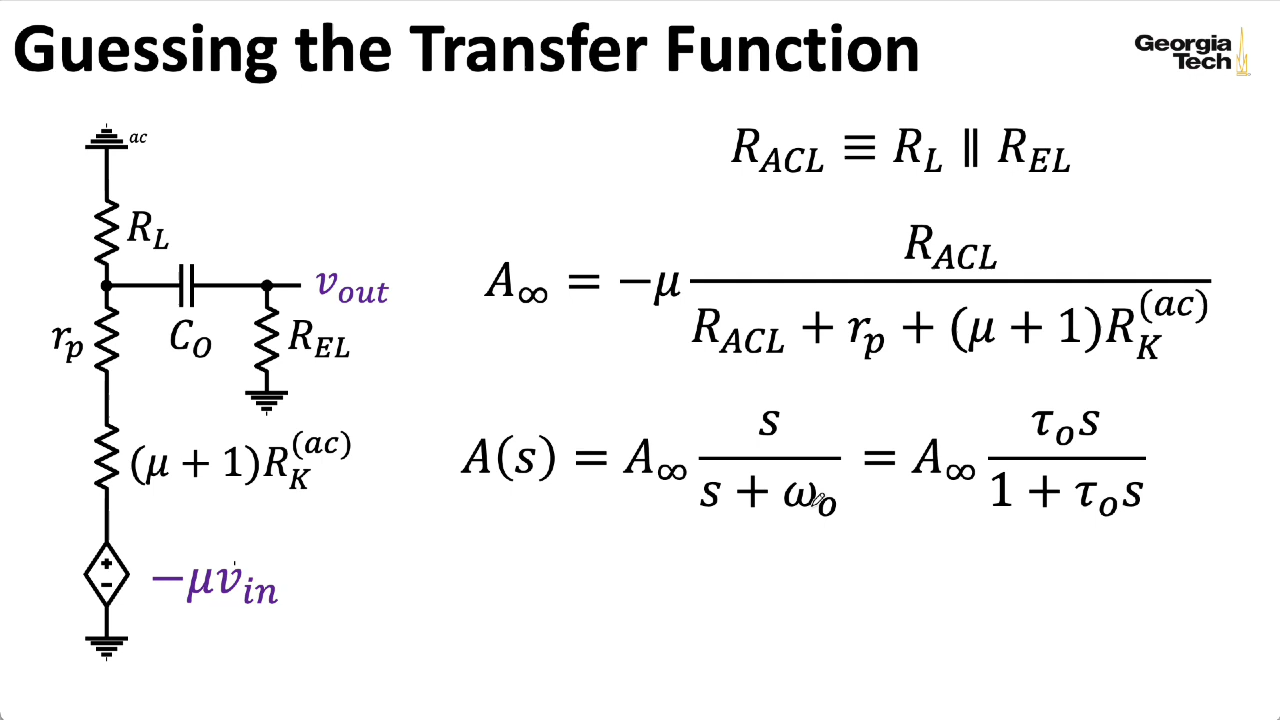 Guessing the Transfer Function
Georgia
Tech
ac
R_L
v_out
r_p
C_O
R_EL
(μ + 1)R_K^(ac)
+
−
−μv_in
R_ACL ≡ R_L ∥ R_EL
A_∞ = −μ R_ACL / (R_ACL + r_p + (μ + 1)R_K^(ac))
A(s) = A_∞ s / (s + ω_o) = A_∞ τ_o s / (1 + τ_o s)